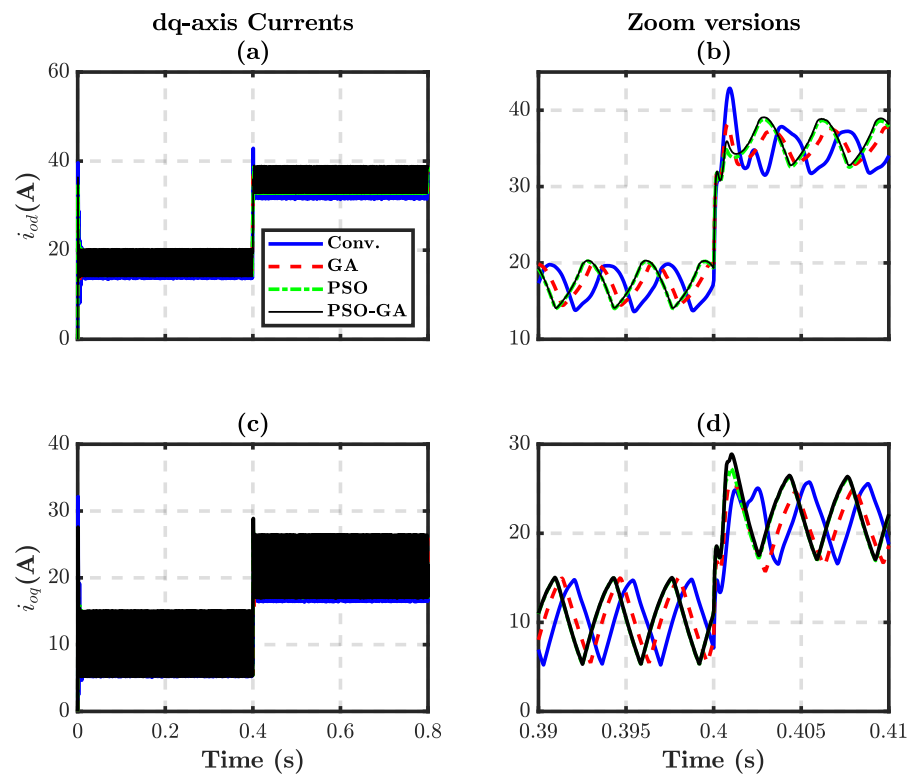 dq-axis Currents
Zoom versions
(a)
(b)
60
40
20
0
i_od(A)
Conv.
GA
PSO
PSO-GA
40
30
20
10
(c)
(d)
40
30
20
10
0
i_oq(A)
0
0.2
0.4
0.6
0.8
Time (s)
30
20
10
0
0.39
0.395
0.4
0.405
0.41
Time (s)